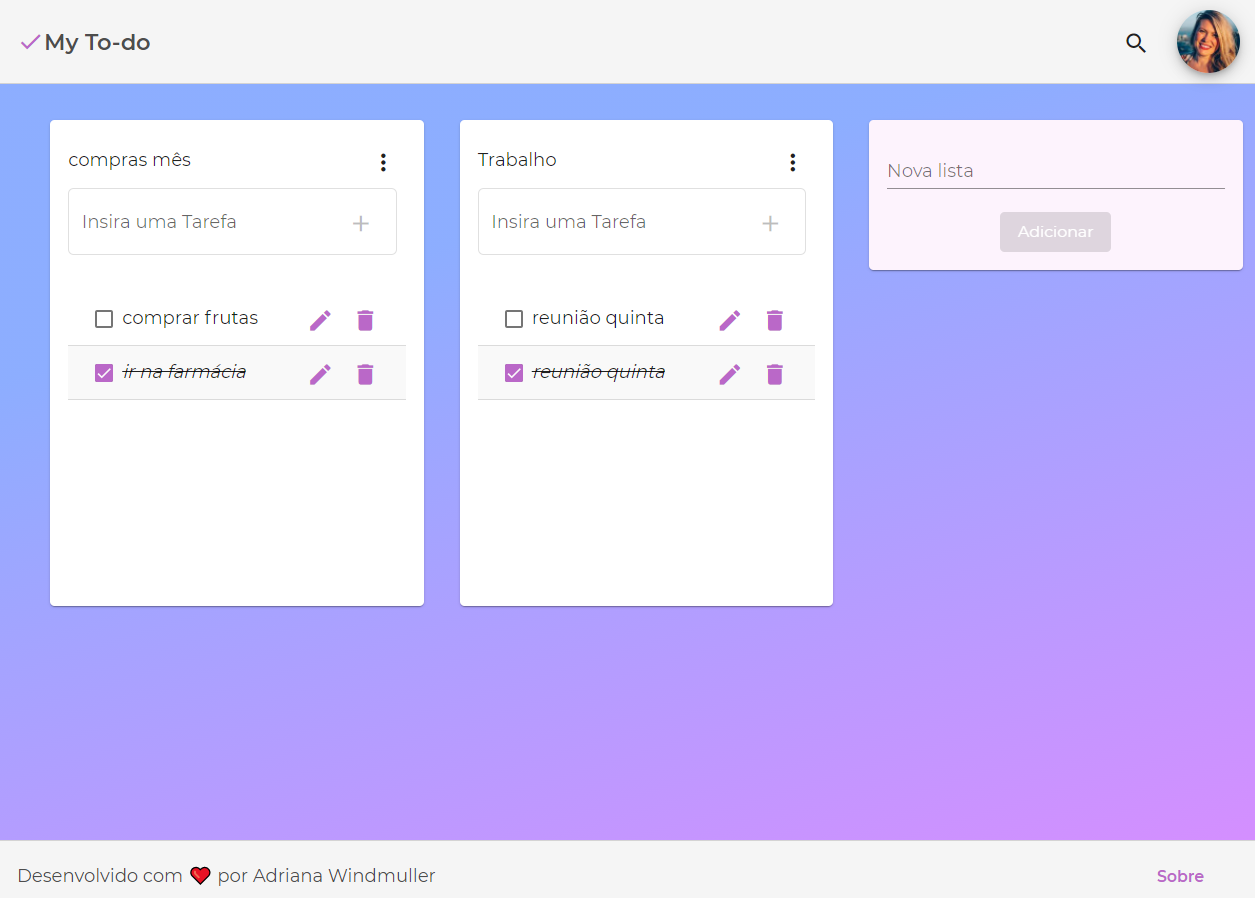 My To-do
compras mês
Insira uma Tarefa
comprar frutas
ir na farmácia
Trabalho
Insira uma Tarefa
reunião quinta
reunião quinta
Nova lista
Adicionar
Desenvolvido com ❤️ por Adriana Windmuller
Sobre